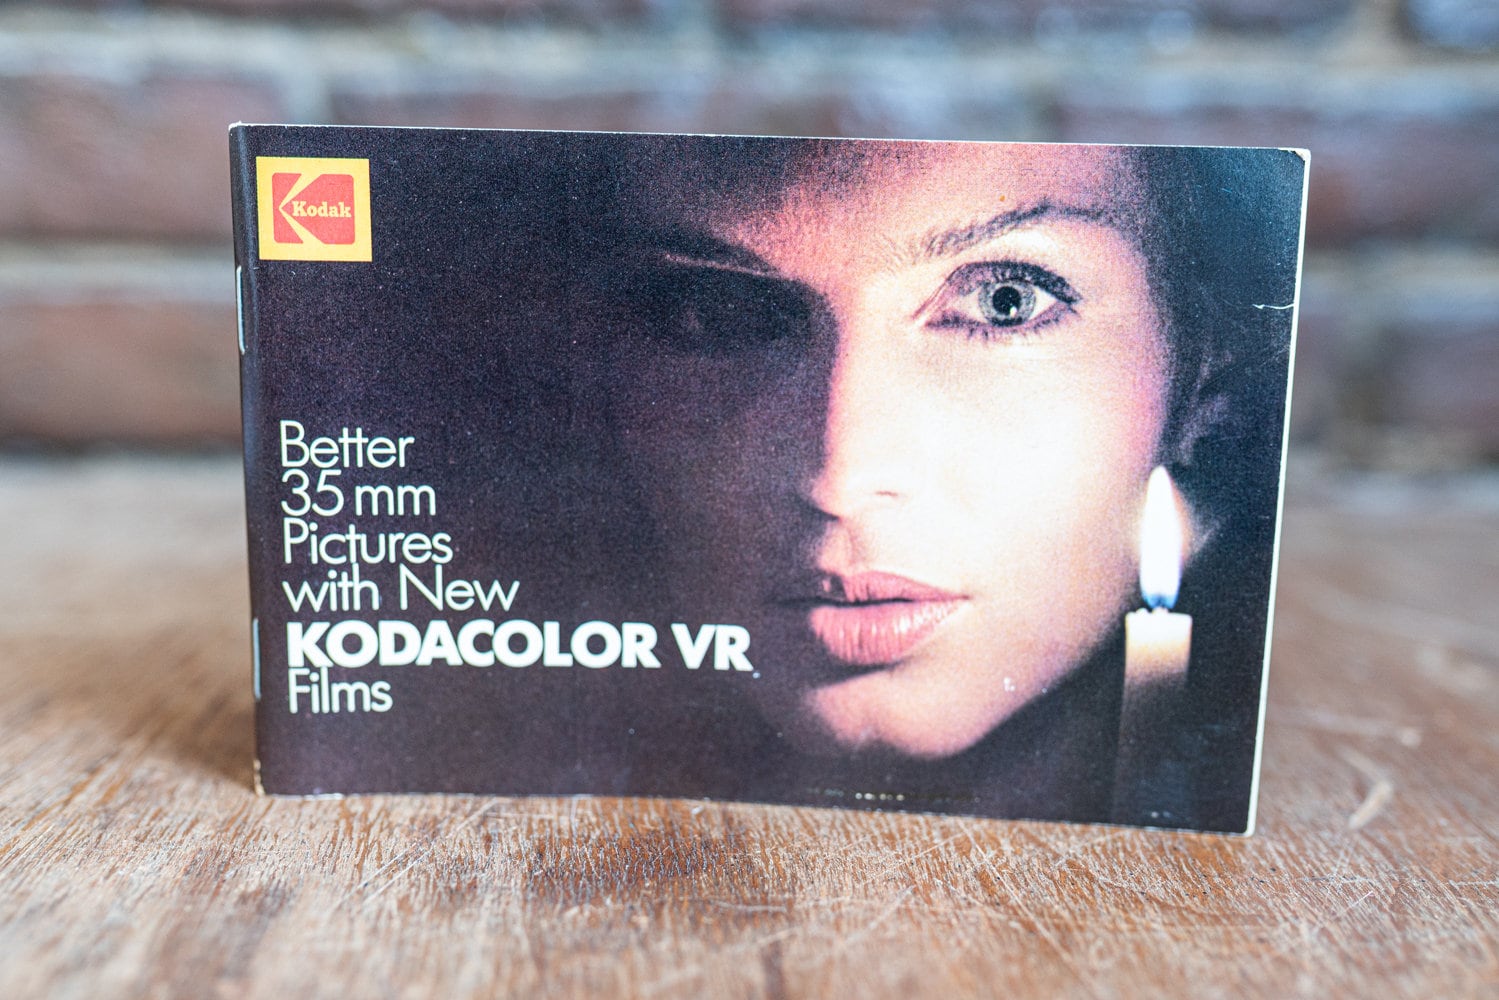 Kodak
Better
35 mm
Pictures
with New
KODACOLOR VR
Films